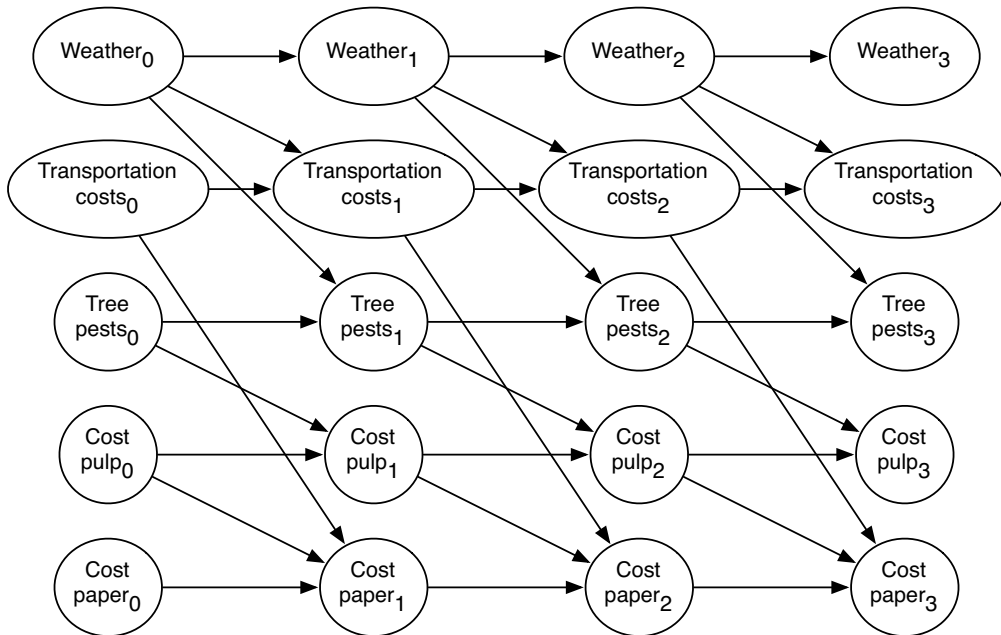 Weather0
Weather1
Weather2
Weather3
Transportation
costs0
Transportation
costs1
Transportation
costs2
Transportation
costs3
Tree
pests0
Tree
pests1
Tree
pests2
Tree
pests3
Cost
pulp0
Cost
pulp1
Cost
pulp2
Cost
pulp3
Cost
paper0
Cost
paper1
Cost
paper2
Cost
paper3